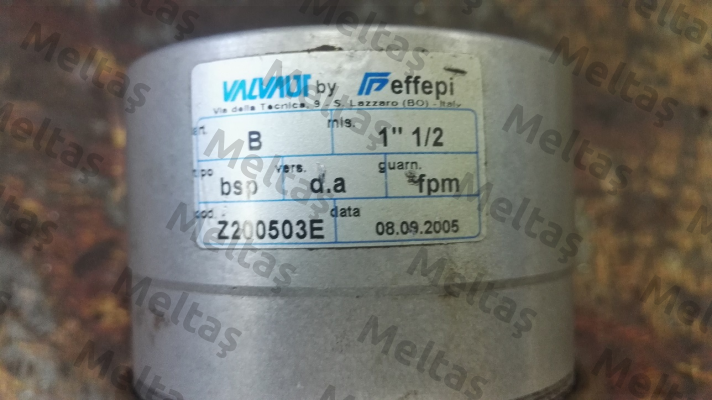 VALVAUT by effepi
Via della Tecnica, 9 - S. Lazzaro (BO) - Italy
mis.
B 1" 1/2
vers. guarn.
bsp d.a fpm
cod. data
Z200503E 08.09.2005
Meltaş